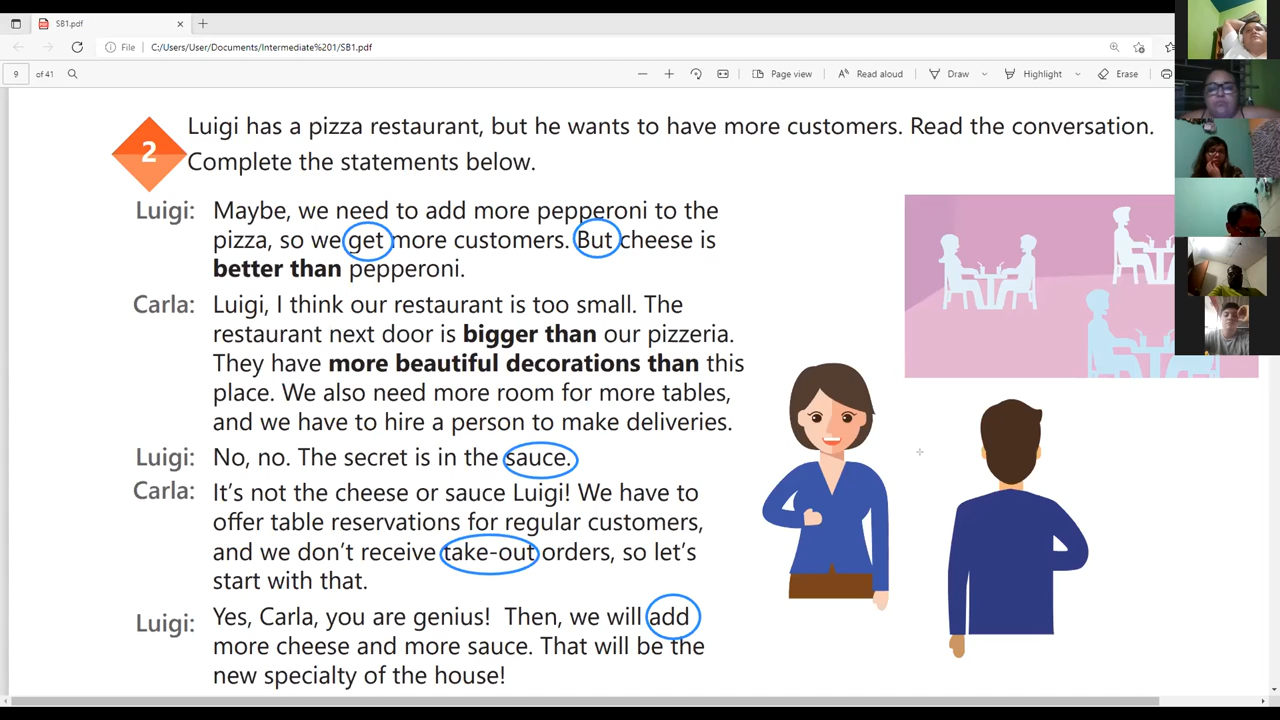 SB1.pdf
File C:/Users/User/Documents/Intermediate%201/SB1.pdf
9 of 41 Page view Read aloud Draw Highlight Erase
2 Luigi has a pizza restaurant, but he wants to have more customers. Read the conversation.
Complete the statements below.
Luigi: Maybe, we need to add more pepperoni to the
pizza, so we get more customers. But cheese is
better than pepperoni.
Carla: Luigi, I think our restaurant is too small. The
restaurant next door is bigger than our pizzeria.
They have more beautiful decorations than this
place. We also need more room for more tables,
and we have to hire a person to make deliveries.
Luigi: No, no. The secret is in the sauce.
Carla: It's not the cheese or sauce Luigi! We have to
offer table reservations for regular customers,
and we don't receive take-out orders, so let's
start with that.
Luigi: Yes, Carla, you are genius! Then, we will add
more cheese and more sauce. That will be the
new specialty of the house!